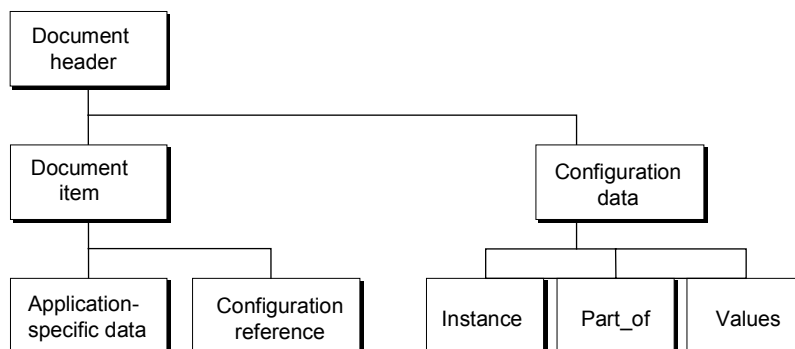 Document
header
Document
item
Configuration
data
Application-
specific data
Configuration
reference
Instance
Part_of
Values